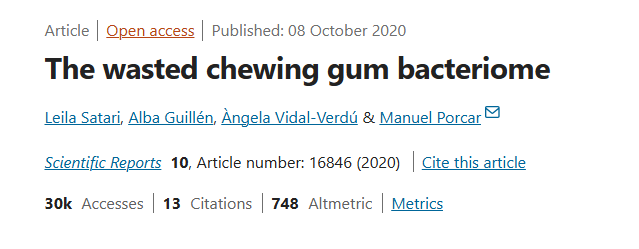 Article | Open access | Published: 08 October 2020
The wasted chewing gum bacteriome
Leila Satari, Alba Guillén, Àngela Vidal-Verdú & Manuel Porcar
Scientific Reports 10, Article number: 16846 (2020) | Cite this article
30k Accesses | 13 Citations | 748 Altmetric | Metrics